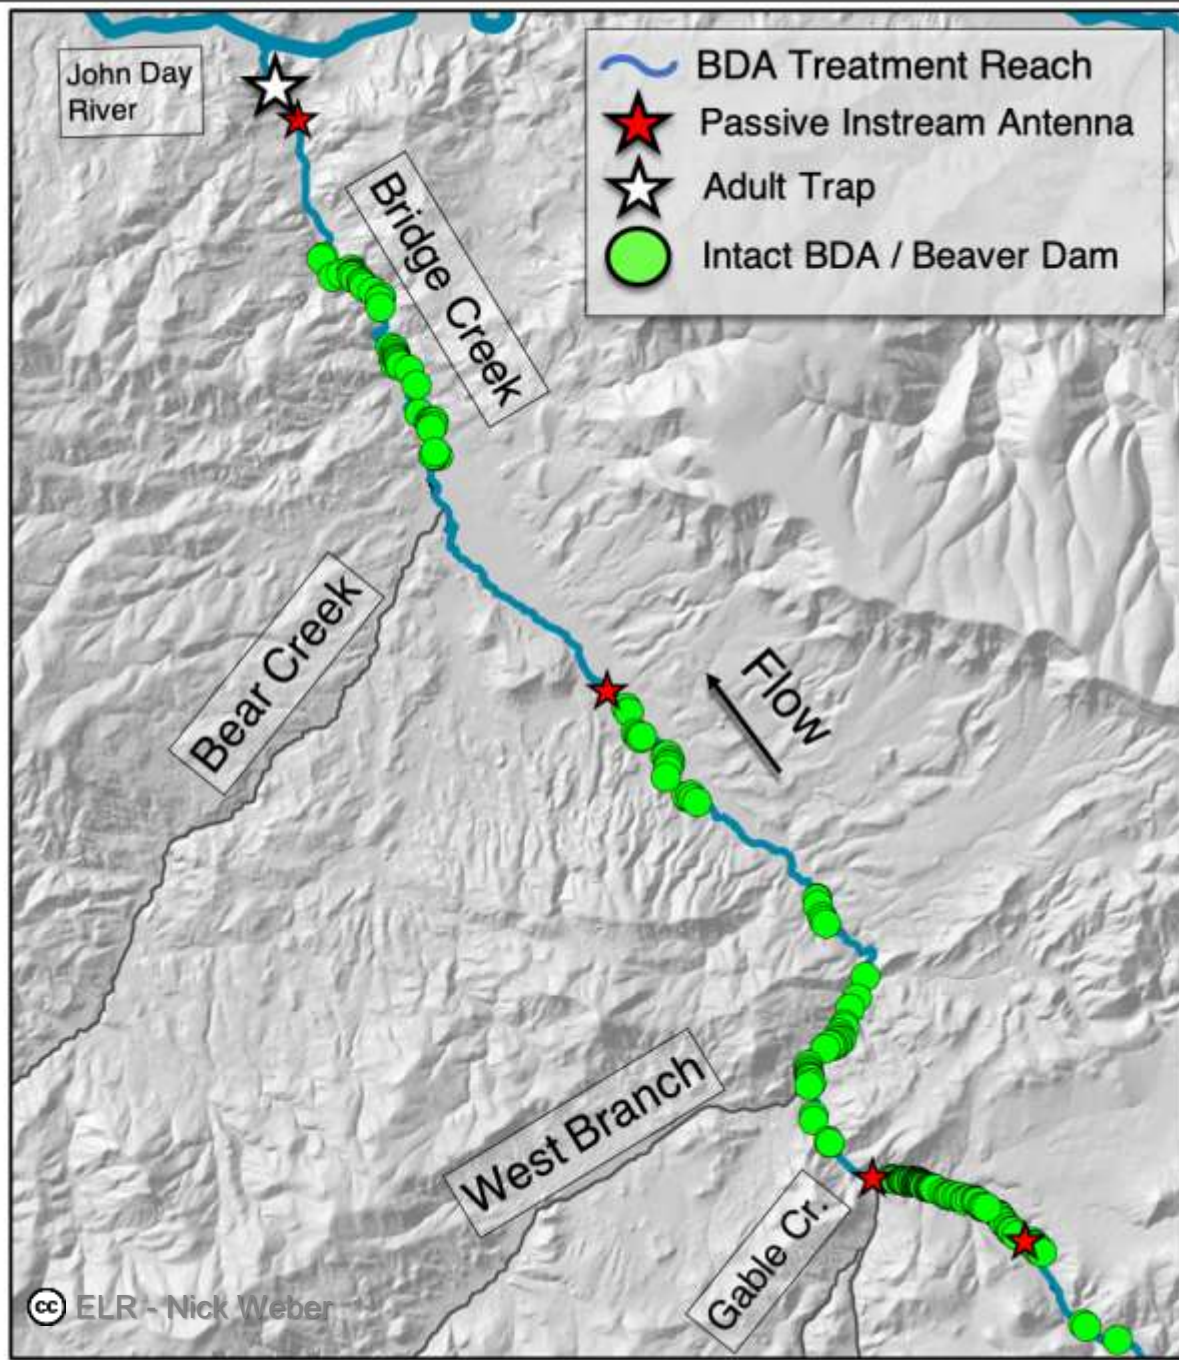 John Day
River
BDA Treatment Reach
Passive Instream Antenna
Adult Trap
Intact BDA / Beaver Dam
Bridge Creek
Bear Creek
Flow
West Branch
Gable Cr.
cc ELR - Nick Weber